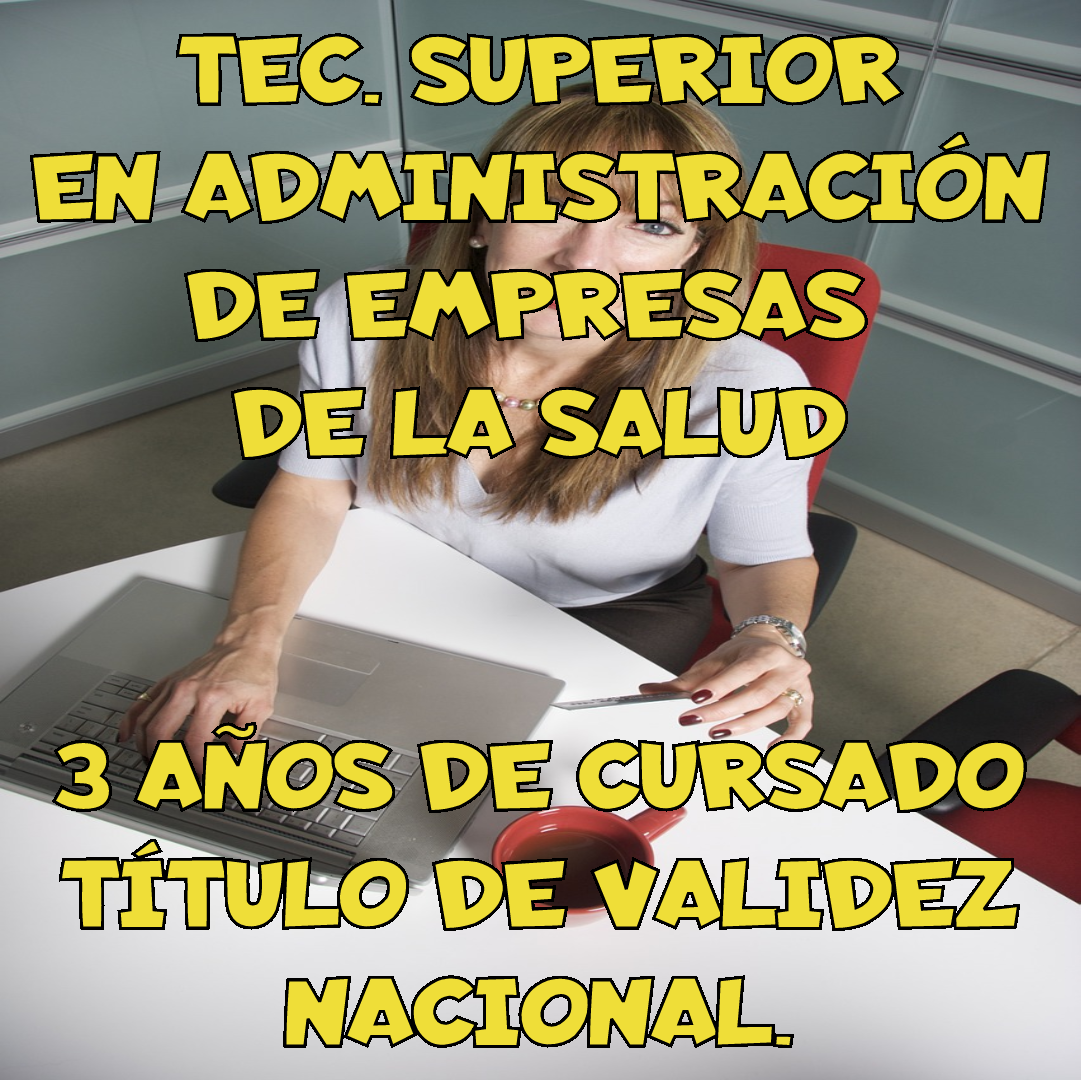 TEC. SUPERIOR
EN ADMINISTRACIÓN
DE EMPRESAS
DE LA SALUD
3 AÑOS DE CURSADO
TÍTULO DE VALIDEZ
NACIONAL.